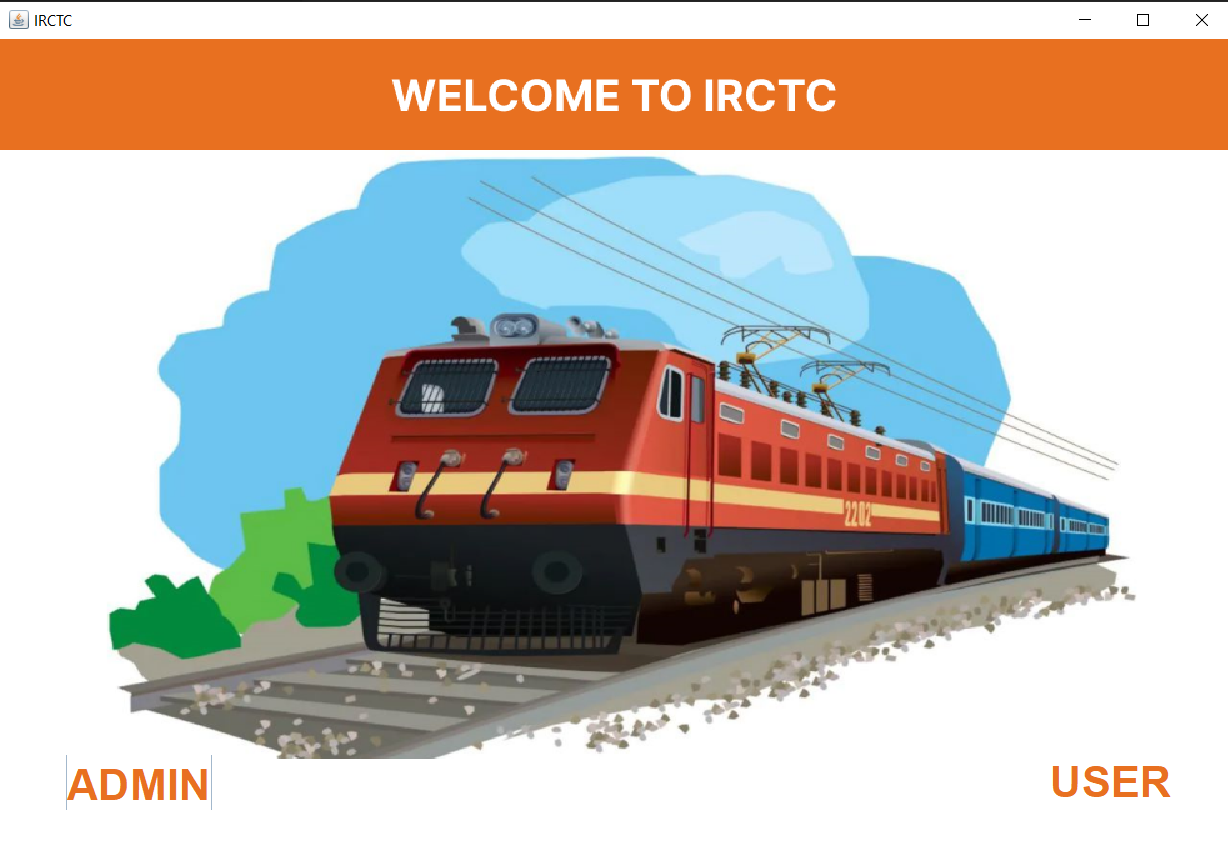 IRCTC
WELCOME TO IRCTC
2202
ADMIN
USER